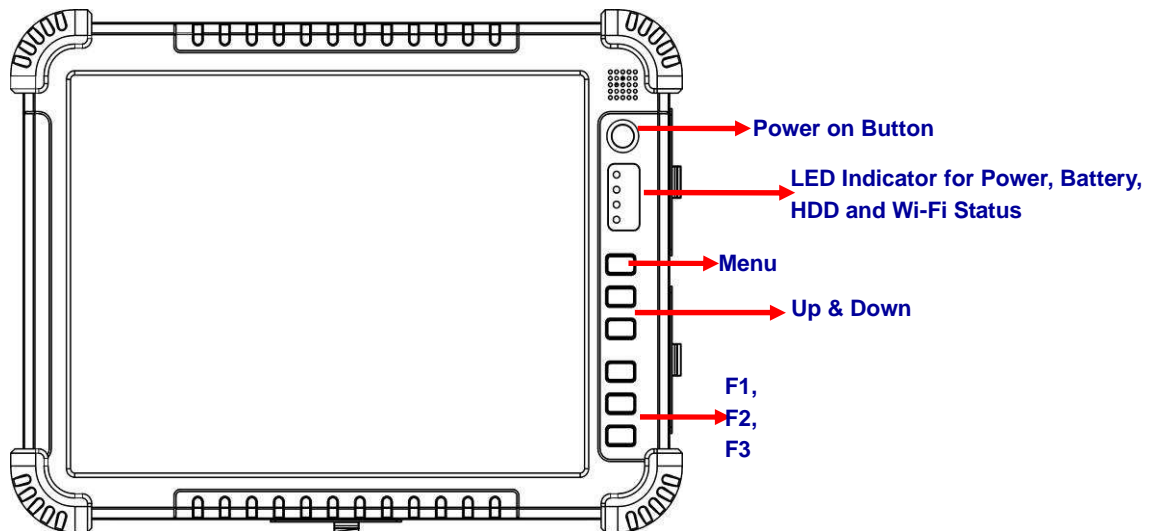 Power on Button
LED Indicator for Power, Battery,
HDD and Wi-Fi Status
Menu
Up & Down
F1,
F2,
F3